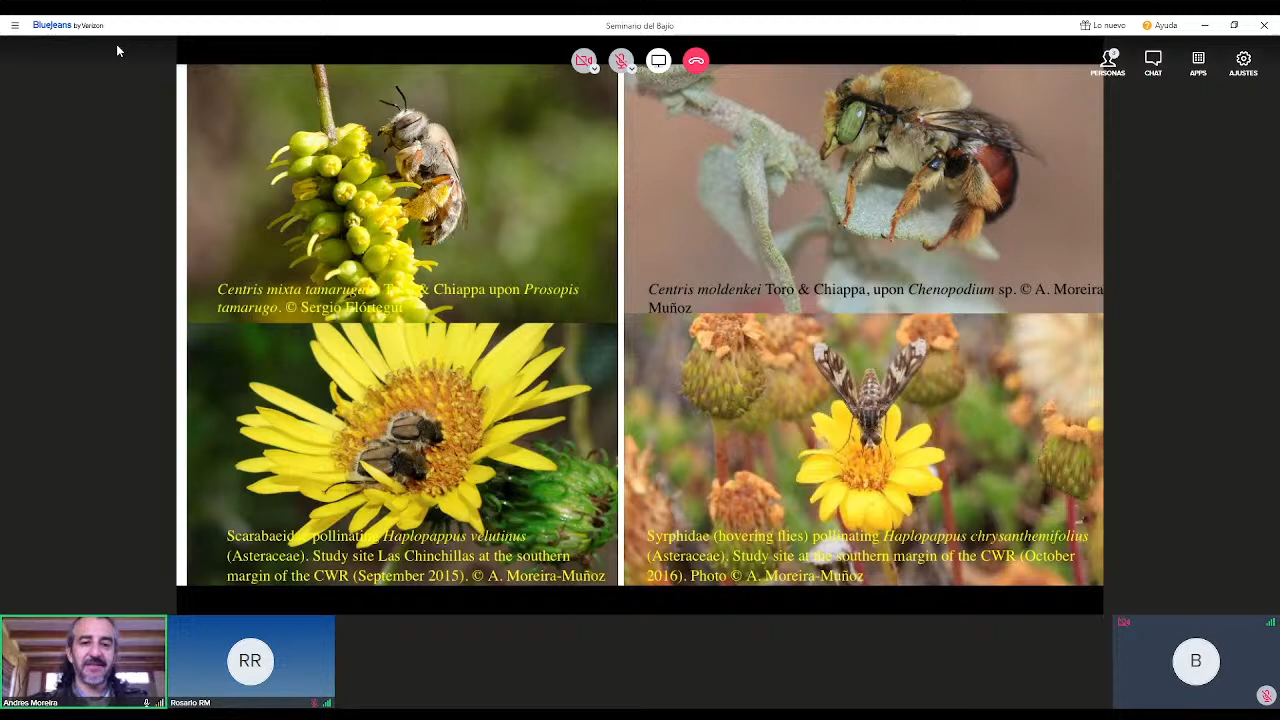 BlueJeans by Verizon
Seminario del Bajío
Lo nuevo
Ayuda
4
PERSONAS
CHAT
APPS
AJUSTES
Centris mixta tamarugalis Toro & Chiappa upon Prosopis
tamarugo. © Sergio Elórtegui
Centris moldenkei Toro & Chiappa, upon Chenopodium sp. © A. Moreira
Muñoz
Scarabaeidae pollinating Haplopappus velutinus
(Asteraceae). Study site Las Chinchillas at the southern
margin of the CWR (September 2015). © A. Moreira-Muñoz
Syrphidae (hovering flies) pollinating Haplopappus chrysanthemifolius
(Asteraceae). Study site at the southern margin of the CWR (October
2016). Photo © A. Moreira-Muñoz
RR
B
Andres Moreira
Rosario RM